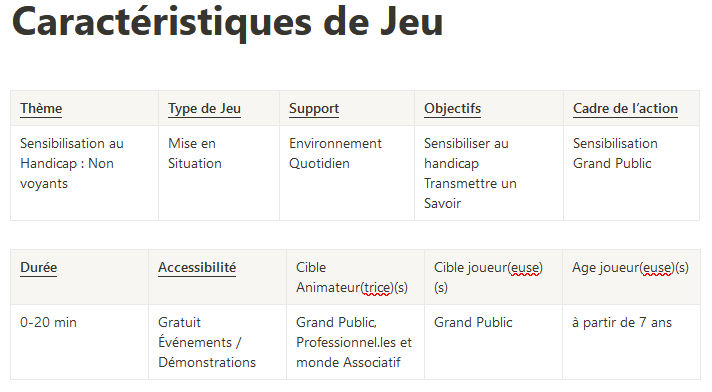 Caractéristiques de Jeu
Thème
Type de Jeu
Support
Objectifs
Cadre de l'action
Sensibilisation au
Handicap : Non
voyants
Mise en
Situation
Environnement
Quotidien
Sensibiliser au
handicap
Transmettre un
Savoir
Sensibilisation
Grand Public
Durée
Accessibilité
Cible
Animateur(trice)(s)
Cible joueur(euse)
(s)
Age joueur(euse)(s)
0-20 min
Gratuit
Événements /
Démonstrations
Grand Public,
Professionnel.les et
monde Associatif
Grand Public
à partir de 7 ans